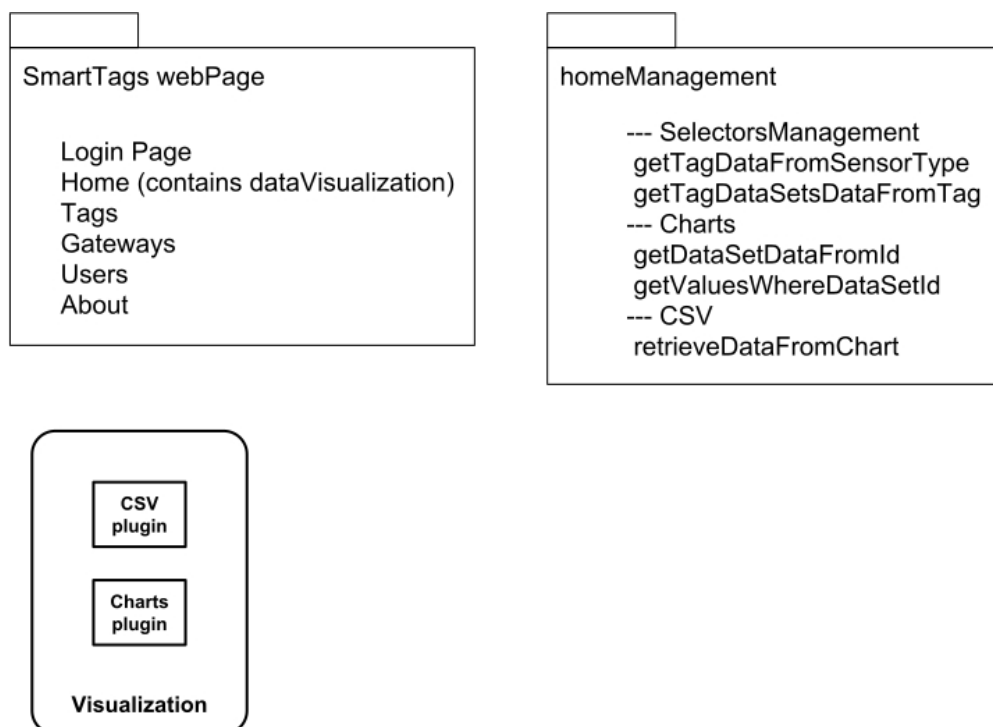 SmartTags webPage
Login Page
Home (contains dataVisualization)
Tags
Gateways
Users
About
homeManagement
--- SelectorsManagement
getTagDataFromSensorType
getTagDataSetsDataFromTag
--- Charts
getDataSetDataFromId
getValuesWhereDataSetId
--- CSV
retrieveDataFromChart
CSV
plugin
Charts
plugin
Visualization